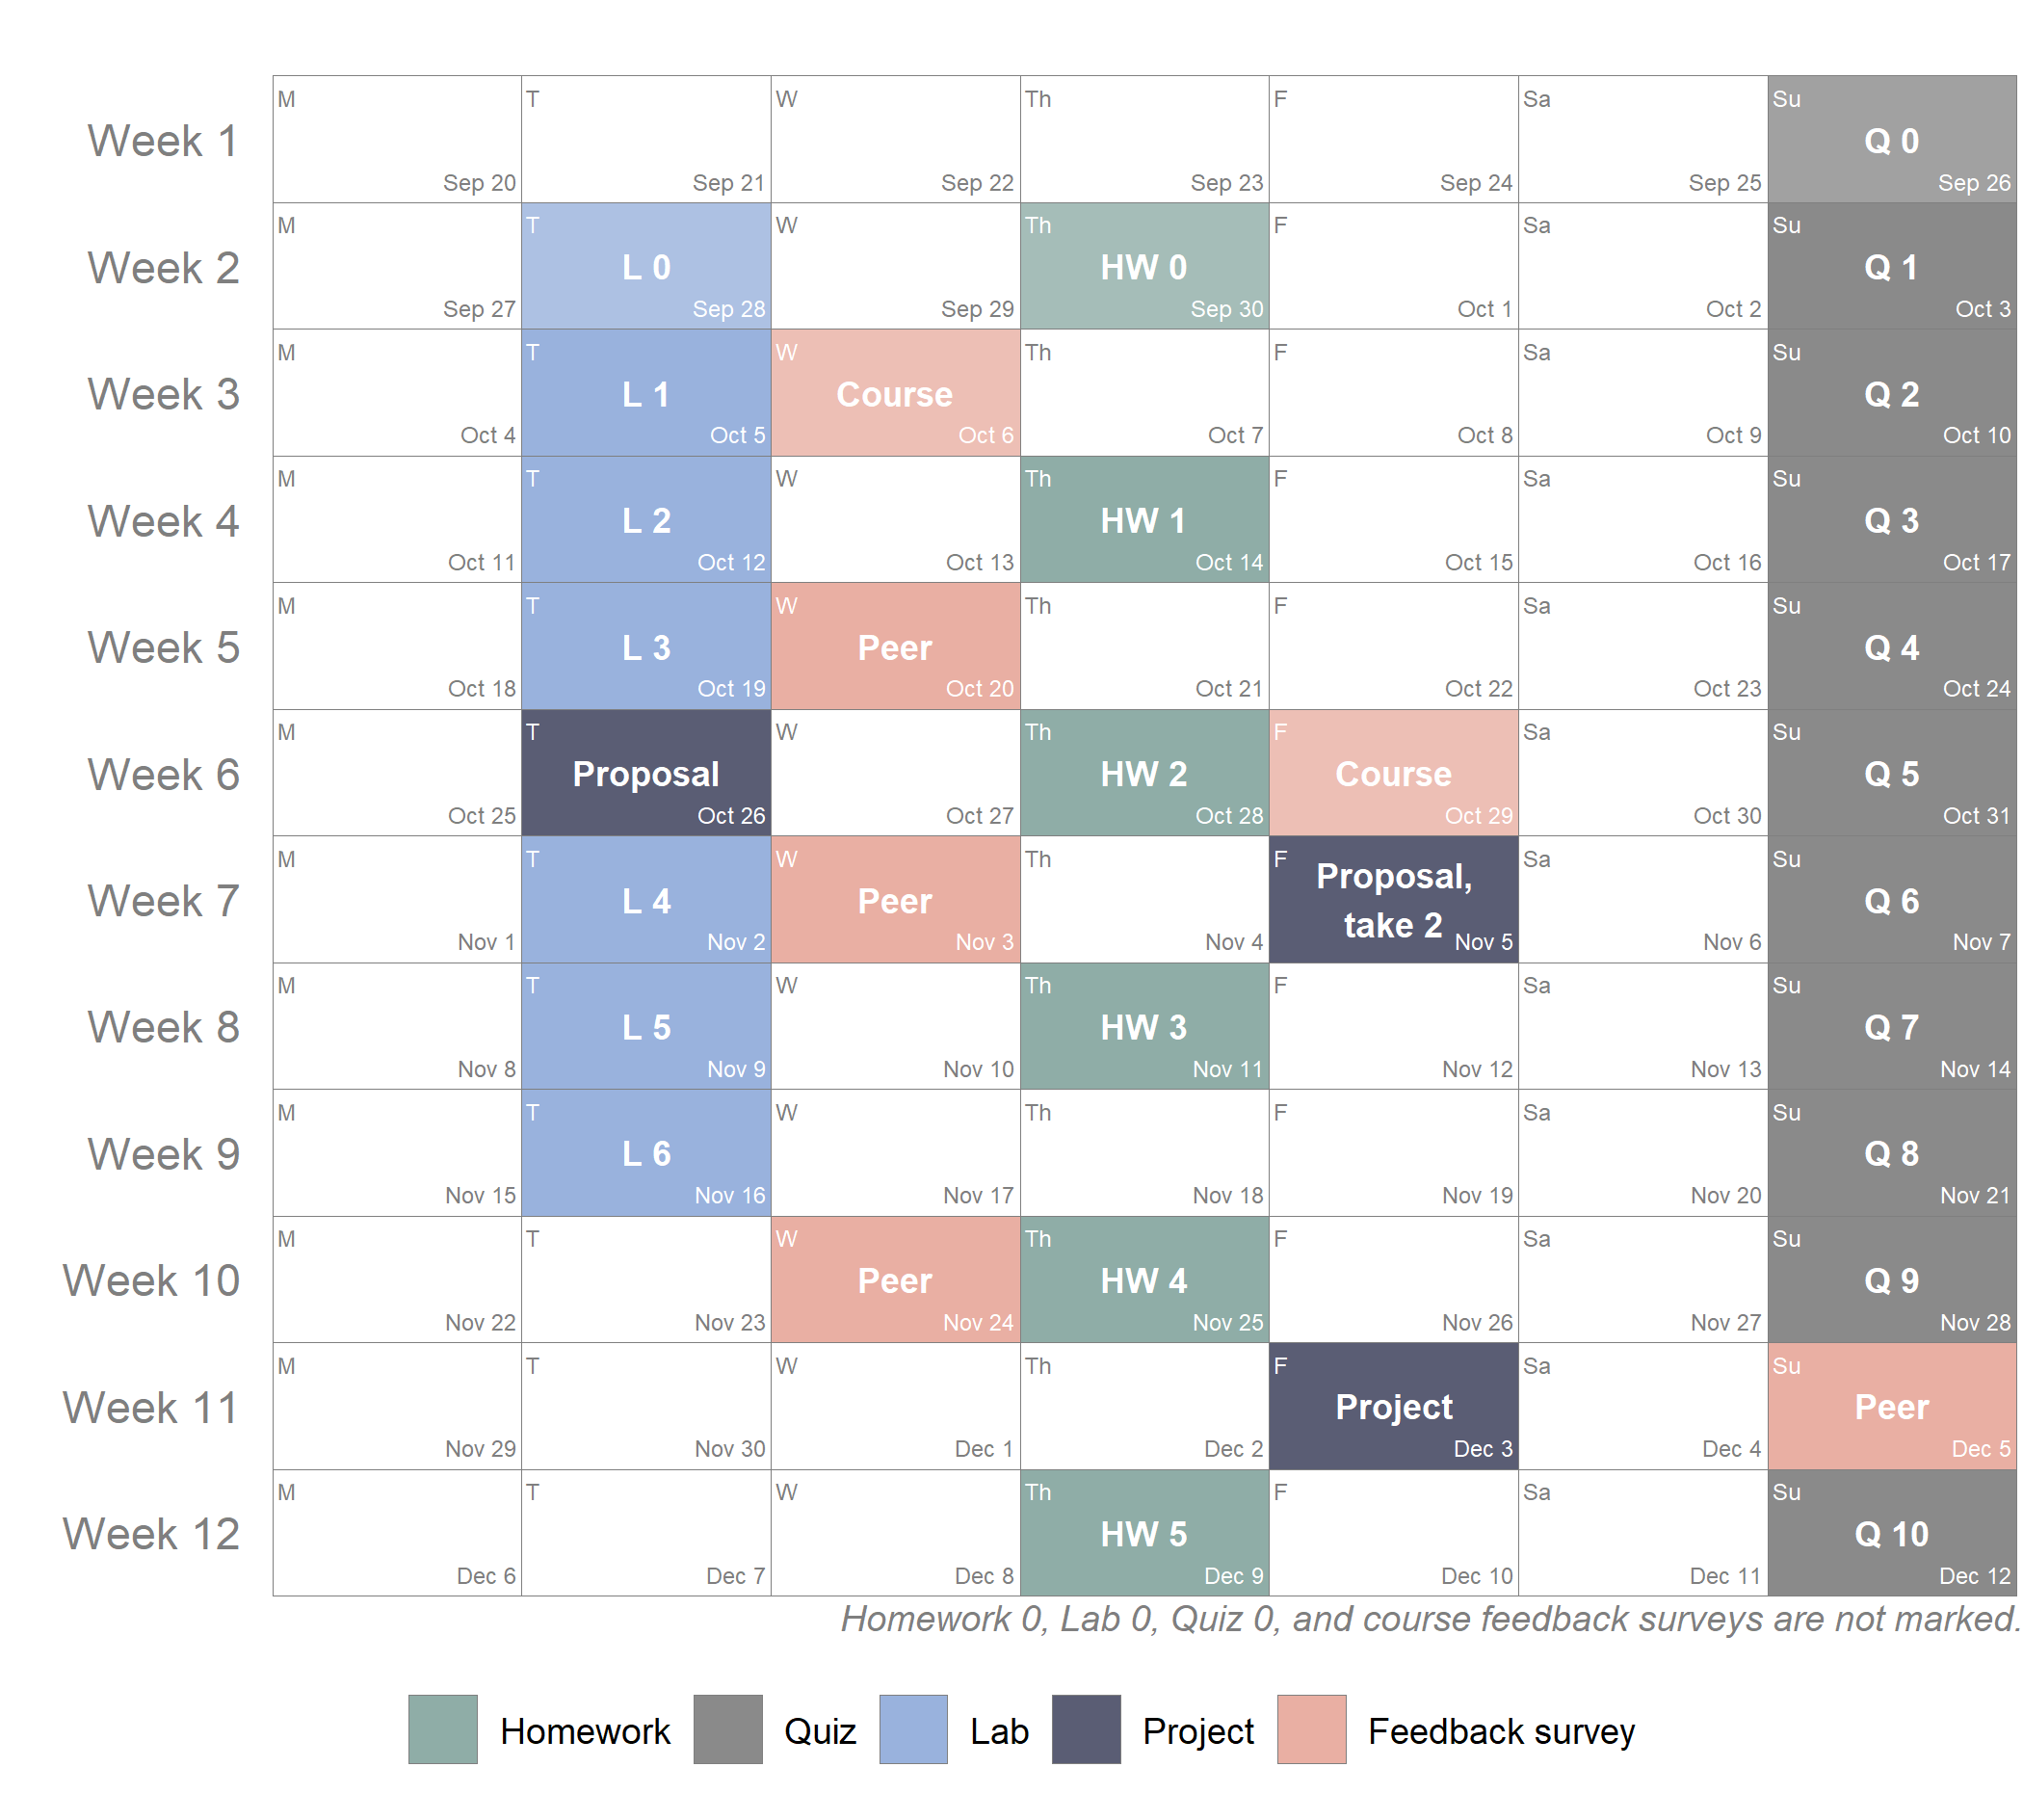 M T W Th F Sa Su
Week 1 Q 0
Sep 20 Sep 21 Sep 22 Sep 23 Sep 24 Sep 25 Sep 26
M T W Th F Sa Su
Week 2 L 0 HW 0 Q 1
Sep 27 Sep 28 Sep 29 Sep 30 Oct 1 Oct 2 Oct 3
M T W Th F Sa Su
Week 3 L 1 Course Q 2
Oct 4 Oct 5 Oct 6 Oct 7 Oct 8 Oct 9 Oct 10
M T W Th F Sa Su
Week 4 L 2 HW 1 Q 3
Oct 11 Oct 12 Oct 13 Oct 14 Oct 15 Oct 16 Oct 17
M T W Th F Sa Su
Week 5 L 3 Peer Q 4
Oct 18 Oct 19 Oct 20 Oct 21 Oct 22 Oct 23 Oct 24
M T W Th F Sa Su
Week 6 Proposal HW 2 Course Q 5
Oct 25 Oct 26 Oct 27 Oct 28 Oct 29 Oct 30 Oct 31
M T W Th F Sa Su
Week 7 L 4 Peer Proposal, take 2 Q 6
Nov 1 Nov 2 Nov 3 Nov 4 Nov 5 Nov 6 Nov 7
M T W Th F Sa Su
Week 8 L 5 HW 3 Q 7
Nov 8 Nov 9 Nov 10 Nov 11 Nov 12 Nov 13 Nov 14
M T W Th F Sa Su
Week 9 L 6 Q 8
Nov 15 Nov 16 Nov 17 Nov 18 Nov 19 Nov 20 Nov 21
M T W Th F Sa Su
Week 10 Peer HW 4 Q 9
Nov 22 Nov 23 Nov 24 Nov 25 Nov 26 Nov 27 Nov 28
M T W Th F Sa Su
Week 11 Project Peer
Nov 29 Nov 30 Dec 1 Dec 2 Dec 3 Dec 4 Dec 5
M T W Th F Sa Su
Week 12 HW 5 Q 10
Dec 6 Dec 7 Dec 8 Dec 9 Dec 10 Dec 11 Dec 12
Homework 0, Lab 0, Quiz 0, and course feedback surveys are not marked.
Homework Quiz Lab Project Feedback survey